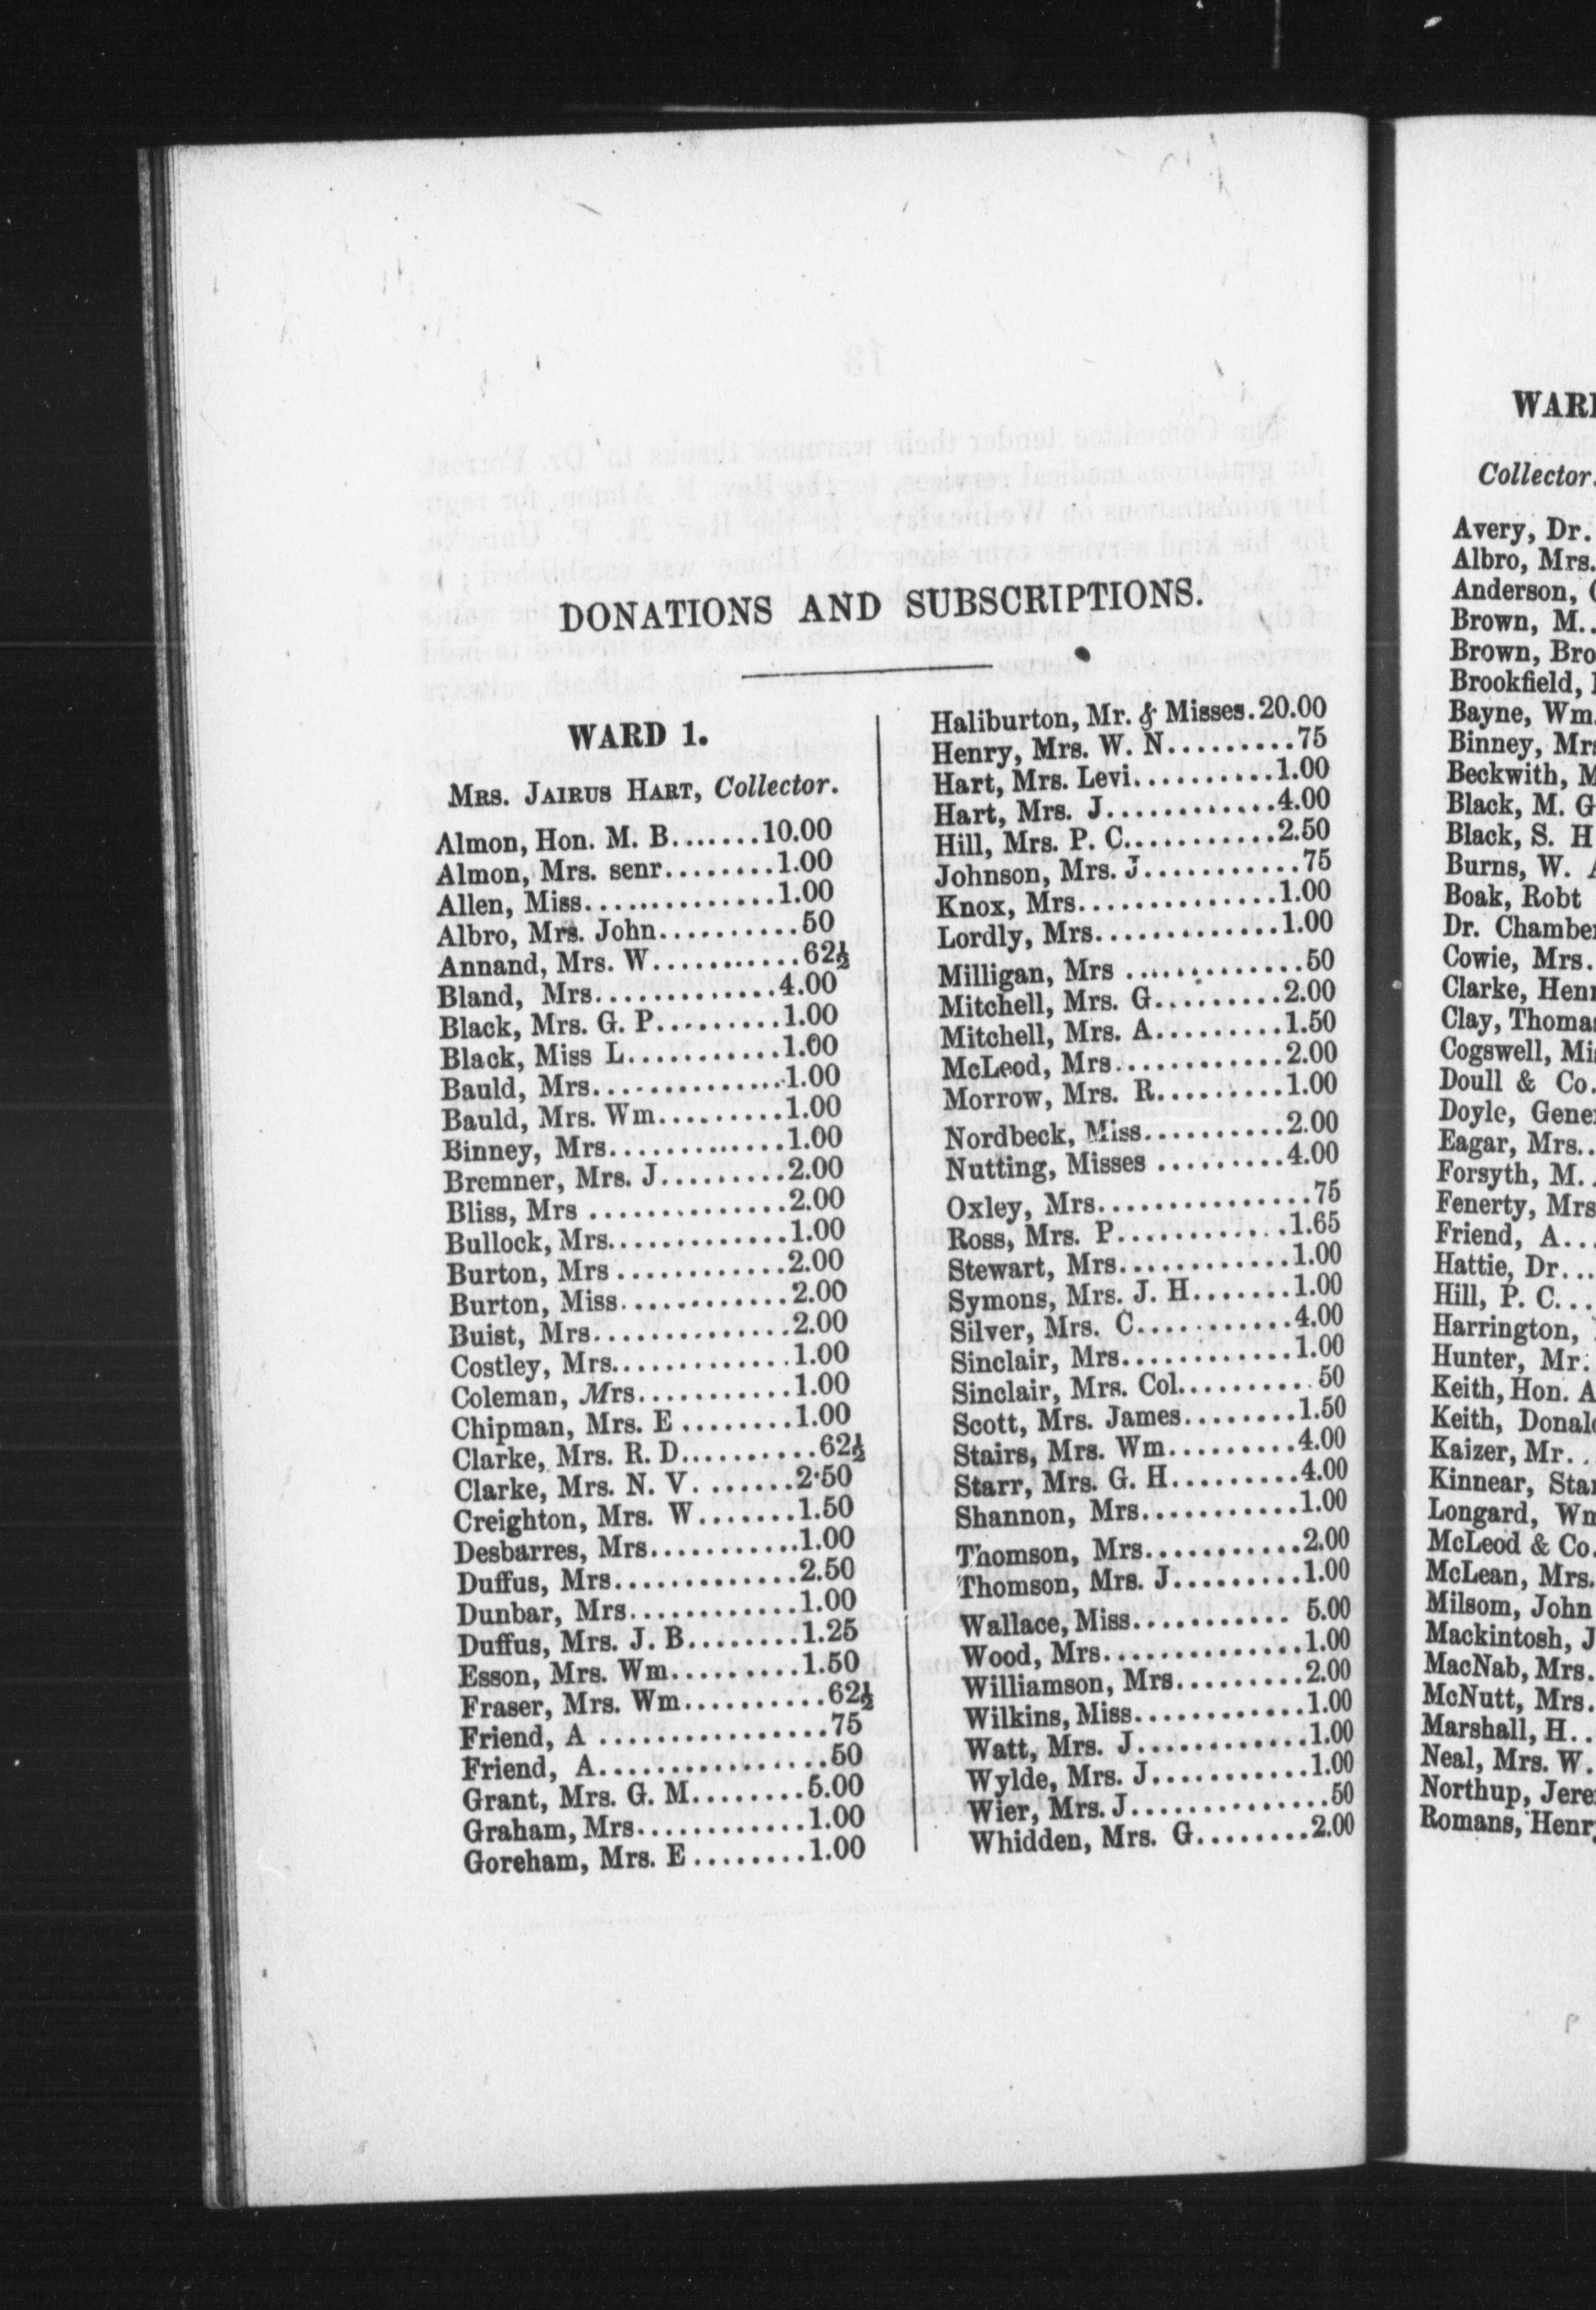 DONATIONS AND SUBSCRIPTIONS.
WARD 1.
MRS. JAIRUS HART, Collector.
Almon, Hon. M. B.......10.00
Almon, Mrs. senr........1.00
Allen, Miss..............1.00
Albro, Mrs. John..........50
Annand, Mrs. W...........62½
Bland, Mrs.............4.00
Black, Mrs. G. P.........1.00
Black, Miss L...........1.00
Bauld, Mrs..............1.00
Bauld, Mrs. Wm.........1.00
Binney, Mrs............1.00
Bremner, Mrs. J.........2.00
Bliss, Mrs ..............2.00
Bullock, Mrs............1.00
Burton, Mrs ............2.00
Burton, Miss............2.00
Buist, Mrs..............2.00
Costley, Mrs.............1.00
Coleman, Mrs...........1.00
Chipman, Mrs. E ........1.00
Clarke, Mrs. R. D..........62½
Clarke, Mrs. N. V. .......2.50
Creighton, Mrs. W.......1.50
Desbarres, Mrs...........1.00
Duffus, Mrs.............2.50
Dunbar, Mrs............1.00
Duffus, Mrs. J. B........1.25
Esson, Mrs. Wm.........1.50
Fraser, Mrs. Wm..........62½
Friend, A .................75
Friend, A.................50
Grant, Mrs. G. M........5.00
Graham, Mrs............1.00
Goreham, Mrs. E ........1.00
Haliburton, Mr. & Misses.20.00
Henry, Mrs. W. N.........75
Hart, Mrs. Levi..........1.00
Hart, Mrs. J............4.00
Hill, Mrs. P. C...........2.50
Johnson, Mrs. J...........75
Knox, Mrs..............1.00
Lordly, Mrs.............1.00
Milligan, Mrs .............50
Mitchell, Mrs. G.........2.00
Mitchell, Mrs. A.........1.50
McLeod, Mrs............2.00
Morrow, Mrs. R.........1.00
Nordbeck, Miss..........2.00
Nutting, Misses .........4.00
Oxley, Mrs................75
Ross, Mrs. P............1.65
Stewart, Mrs............1.00
Symons, Mrs. J. H.......1.00
Silver, Mrs. C...........4.00
Sinclair, Mrs............1.00
Sinclair, Mrs. Col..........50
Scott, Mrs. James........1.50
Stairs, Mrs. Wm.........4.00
Starr, Mrs. G. H.........4.00
Shannon, Mrs...........1.00
Thomson, Mrs...........2.00
Thomson, Mrs. J.........1.00
Wallace, Miss........... 5.00
Wood, Mrs..............1.00
Williamson, Mrs.........2.00
Wilkins, Miss............1.00
Watt, Mrs. J............1.00
Wylde, Mrs. J...........1.00
Wier, Mrs. J..............50
Whidden, Mrs. G........2.00
Collector.
Avery, Dr.
Albro, Mrs.
Anderson,
Brown, M..
Brown,
Brookfield,
Bayne, Wm.
Binney,
Beckwith,
Black, M. G
Black, S. H
Burns, W.
Boak, Robt
Dr.
Cowie, Mrs.
Clarke,
Clay,
Cogswell,
Doull & Co.
Doyle,
Eagar, Mrs..
Forsyth, M..
Fenerty, Mrs
Friend, A...
Hattie, Dr...
Hill, P. C...
Harrington,
Hunter, Mr.
Keith, Hon. A
Keith,
Kaizer, Mr..
Kinnear,
Longard,
McLeod & Co.
McLean, Mrs.
Milsom, John
Mackintosh, J
MacNab, Mrs.
McNutt, Mrs.
Marshall, H..
Neal, Mrs. W.
Northup,
Romans,